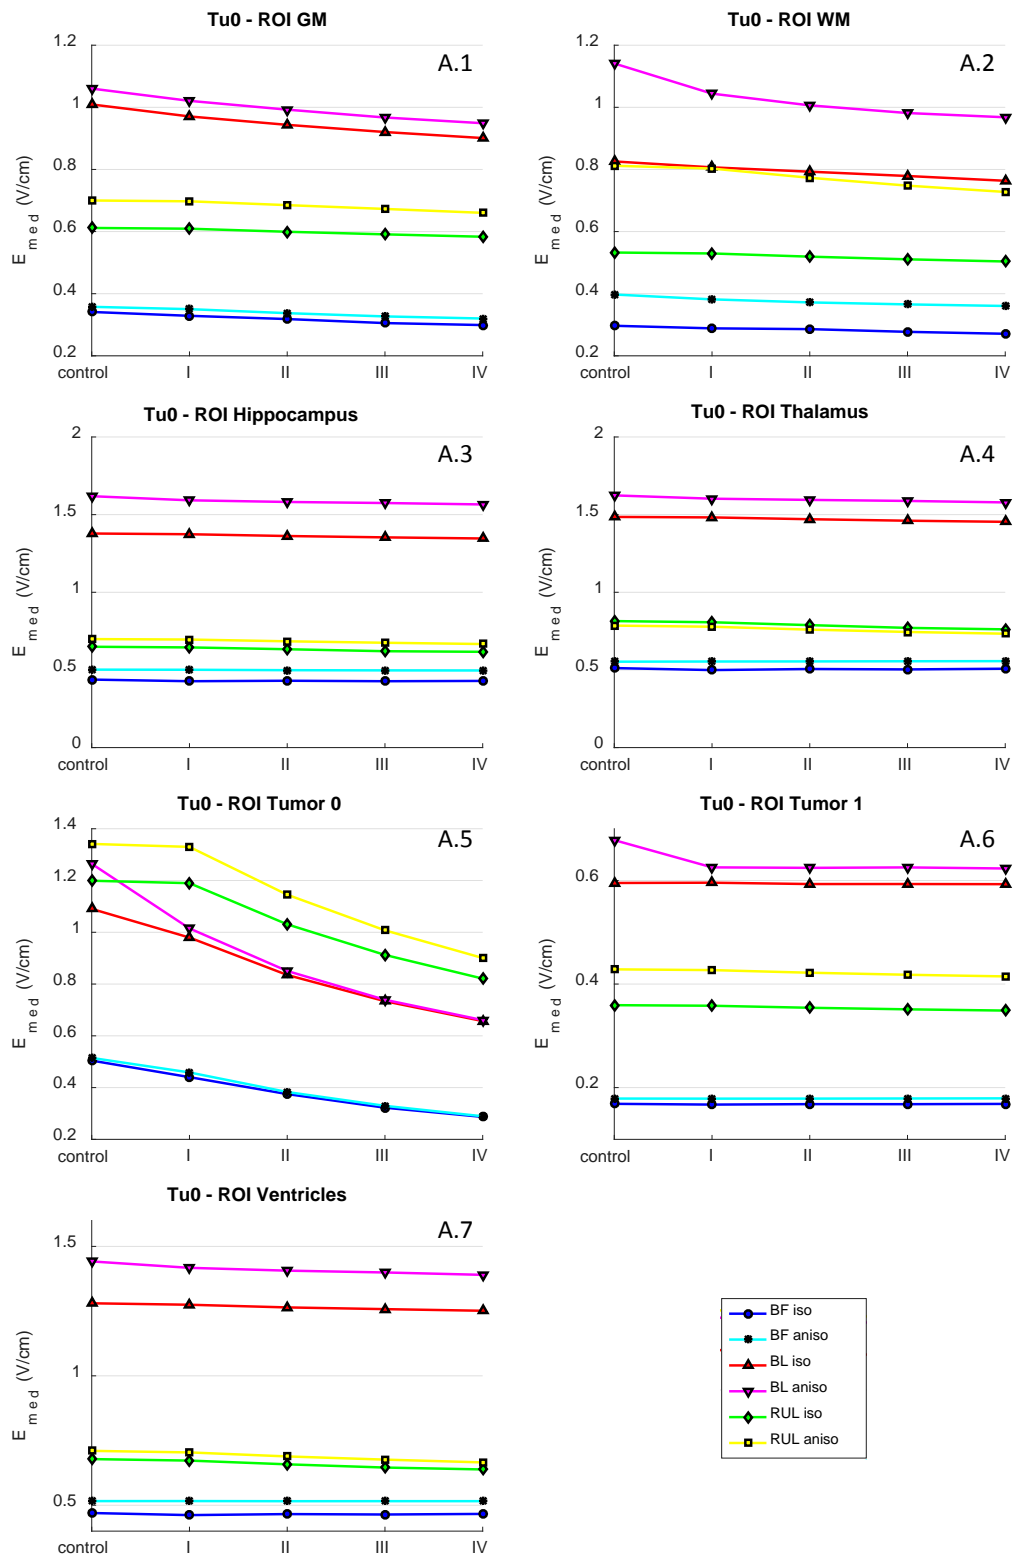 Tu0 - ROI GM
A.1
1.2
1
0.8
0.6
0.4
0.2
E med (V/cm)
control I II III IV
Tu0 - ROI WM
A.2
1.2
1
0.8
0.6
0.4
0.2
E med (V/cm)
control I II III IV
Tu0 - ROI Hippocampus
A.3
2
1.5
1
0.5
0
E med (V/cm)
control I II III IV
Tu0 - ROI Thalamus
A.4
2
1.5
1
0.5
0
E med (V/cm)
control I II III IV
Tu0 - ROI Tumor 0
A.5
1.4
1.2
1
0.8
0.6
0.4
0.2
E med (V/cm)
control I II III IV
Tu0 - ROI Tumor 1
A.6
0.6
0.4
0.2
E med (V/cm)
control I II III IV
Tu0 - ROI Ventricles
A.7
1.5
1
0.5
E med (V/cm)
control I II III IV
BF iso
BF aniso
BL iso
BL aniso
RUL iso
RUL aniso